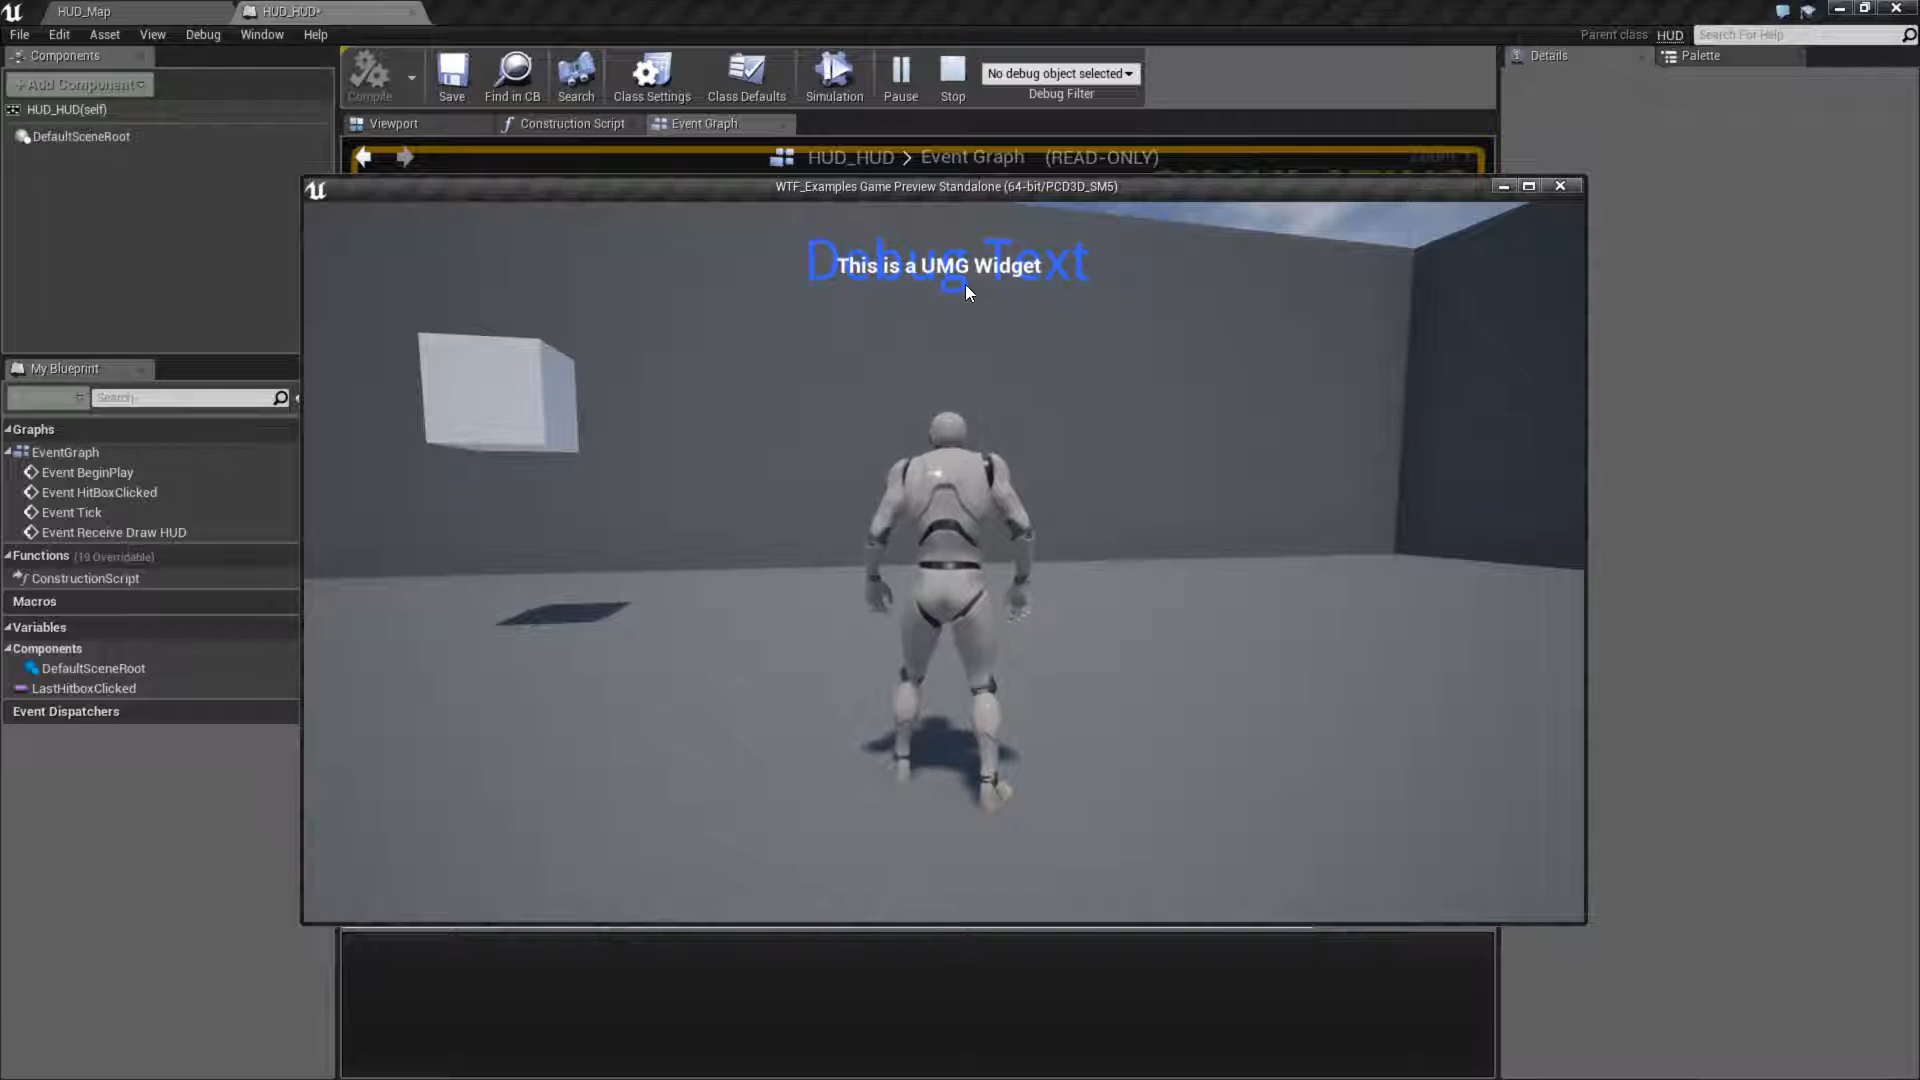 HUD_Map
HUD_HUD*
File Edit Asset View Debug Window Help
Parent class HUD Search For Help
Components
+Add Component
HUD_HUD(self)
DefaultSceneRoot
Compile
Save
Find in CB
Search
Class Settings
Class Defaults
Simulation
Pause
Stop
No debug object selected
Debug Filter
Details
Palette
Viewport
Construction Script
Event Graph
HUD_HUD > Event Graph (READ-ONLY)
WTF_Examples Game Preview Standalone (64-bit/PCD3D_SM5)
Debug Text
This is a UMG Widget
My Blueprint
Search
Graphs
EventGraph
Event BeginPlay
Event HitBoxClicked
Event Tick
Event Receive Draw HUD
Functions (19 Overridable)
ConstructionScript
Macros
Variables
Components
DefaultSceneRoot
LastHitboxClicked
Event Dispatchers